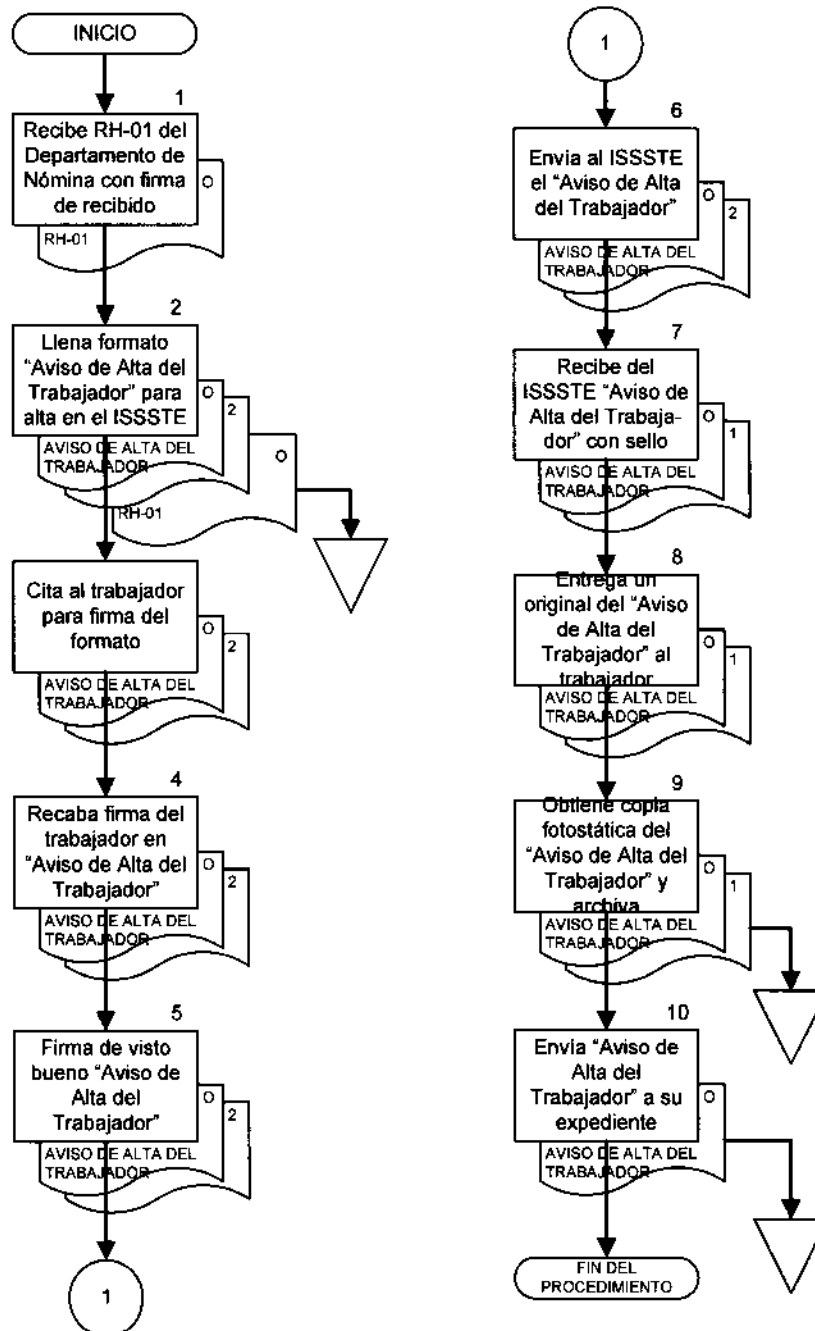 INICIO
1
Recibe RH-01 del
Departamento de
Nómina con firma
de recibido
O
RH-01
2
Llena formato
“Aviso de Alta del
Trabajador” para
alta en el ISSSTE
O
2
AVISO DE ALTA DEL
TRABAJADOR
O
RH-01
Cita al trabajador
para firma del
formato
O
2
AVISO DE ALTA DEL
TRABAJADOR
4
Recaba firma del
trabajador en
“Aviso de Alta del
Trabajador”
O
2
AVISO DE ALTA DEL
TRABAJADOR
5
Firma de visto
bueno “Aviso de
Alta del
Trabajador”
O
2
AVISO DE ALTA DEL
TRABAJADOR
1
1
6
Envía al ISSSTE
el “Aviso de Alta
del Trabajador”
O
2
AVISO DE ALTA DEL
TRABAJADOR
7
Recibe del
ISSSTE “Aviso de
Alta del Trabaja-
dor” con sello
O
1
AVISO DE ALTA DEL
TRABAJADOR
8
Entrega un
original del “Aviso
de Alta del
Trabajador” al
trabajador
O
1
AVISO DE ALTA DEL
TRABAJADOR
9
Obtiene copia
fotostática del
“Aviso de Alta del
Trabajador” y
archiva
O
1
AVISO DE ALTA DEL
TRABAJADOR
10
Envía “Aviso de
Alta del
Trabajador” a su
expediente
O
AVISO DE ALTA DEL
TRABAJADOR
FIN DEL
PROCEDIMIENTO